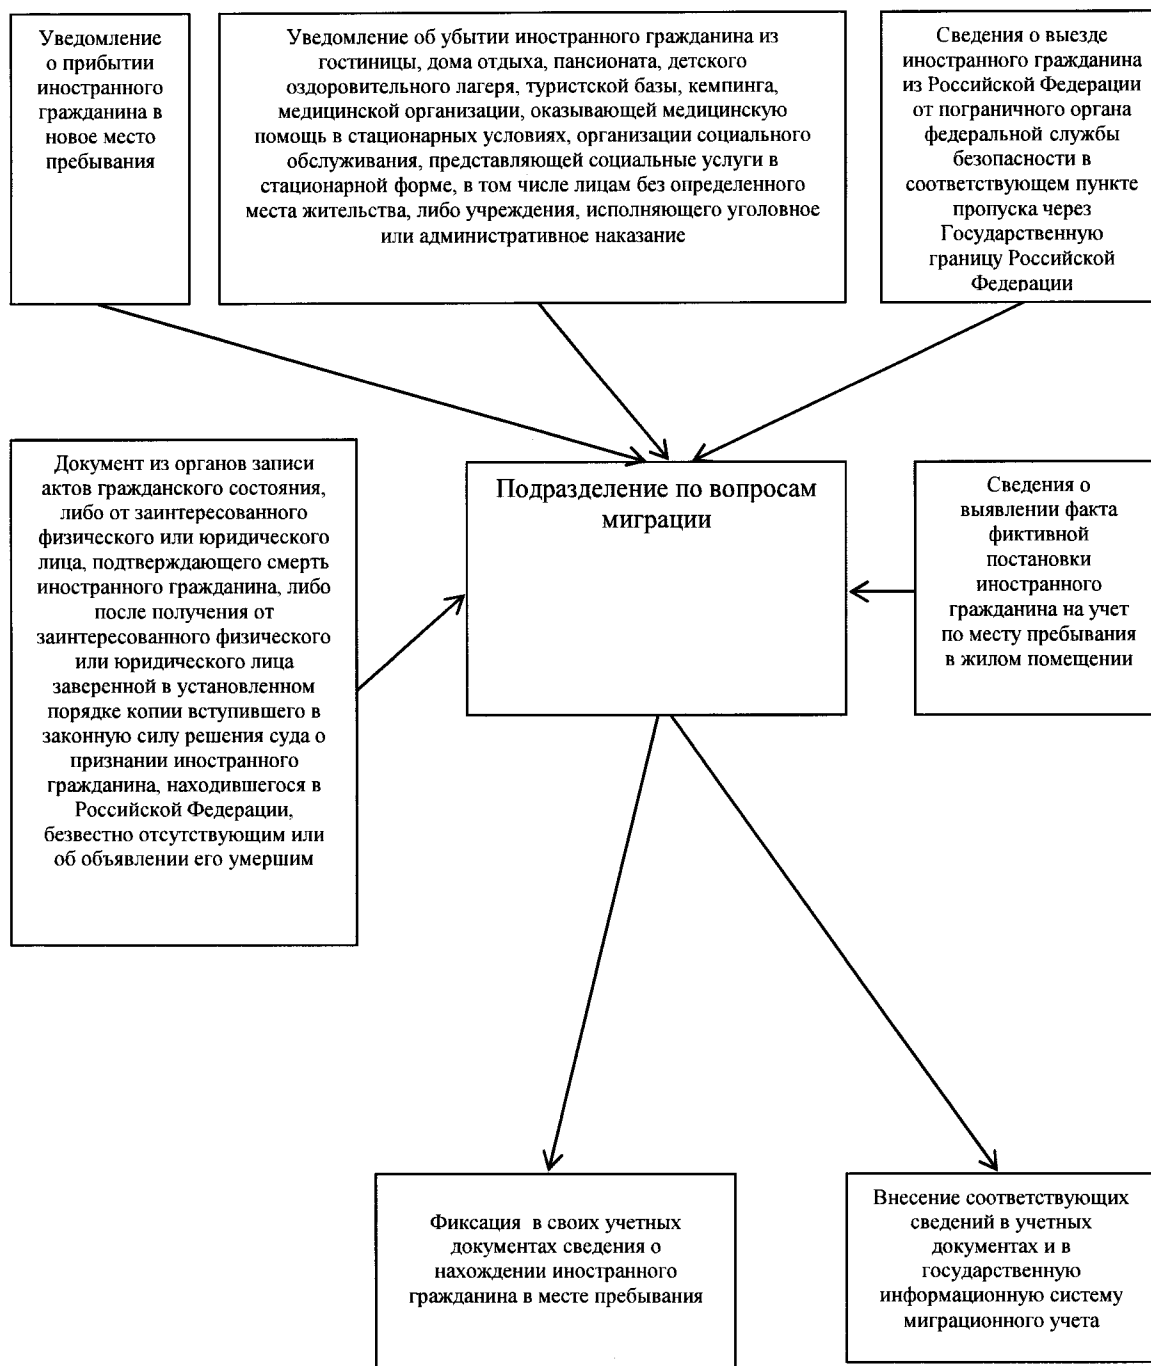 Уведомление
о прибытии
иностранного
гражданина в
новое место
пребывания
Уведомление об убытии иностранного гражданина из
гостиницы, дома отдыха, пансионата, детского
оздоровительного лагеря, туристской базы, кемпинга,
медицинской организации, оказывающей медицинскую
помощь в стационарных условиях, организации социального
обслуживания, представляющей социальные услуги в
стационарной форме, в том числе лицам без определенного
места жительства, либо учреждения, исполняющего уголовное
или административное наказание
Сведения о выезде
иностранного гражданина
из Российской Федерации
от пограничного органа
федеральной службы
безопасности в
соответствующем пункте
пропуска через
Государственную
границу Российской
Федерации
Документ из органов записи
актов гражданского состояния,
либо от заинтересованного
физического или юридического
лица, подтверждающего смерть
иностранного гражданина, либо
после получения от
заинтересованного физического
или юридического лица
заверенной в установленном
порядке копии вступившего в
законную силу решения суда о
признании иностранного
гражданина, находившегося в
Российской Федерации,
безвестно отсутствующим или
об объявлении его умершим
Подразделение по вопросам
миграции
Сведения о
выявлении факта
фиктивной
постановки
иностранного
гражданина на учет
по месту пребывания
в жилом помещении
Фиксация в своих учетных
документах сведения о
нахождении иностранного
гражданина в месте пребывания
Внесение соответствующих
сведений в учетных
документах и в
государственную
информационную систему
миграционного учета